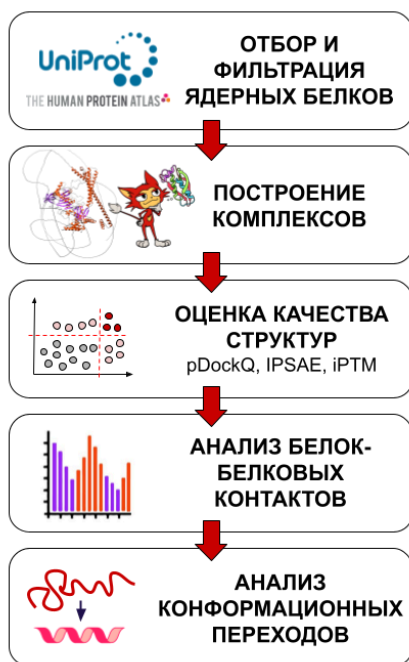 UniProt
THE HUMAN PROTEIN ATLAS
ОТБОР И
ФИЛЬТРАЦИЯ
ЯДЕРНЫХ БЕЛКОВ
ПОСТРОЕНИЕ
КОМПЛЕКСОВ
ОЦЕНКА КАЧЕСТВА
СТРУКТУР
pDockQ, IPSAE, iPTM
АНАЛИЗ БЕЛОК-
БЕЛКОВЫХ
КОНТАКТОВ
АНАЛИЗ
КОНФОРМАЦИОННЫХ
ПЕРЕХОДОВ